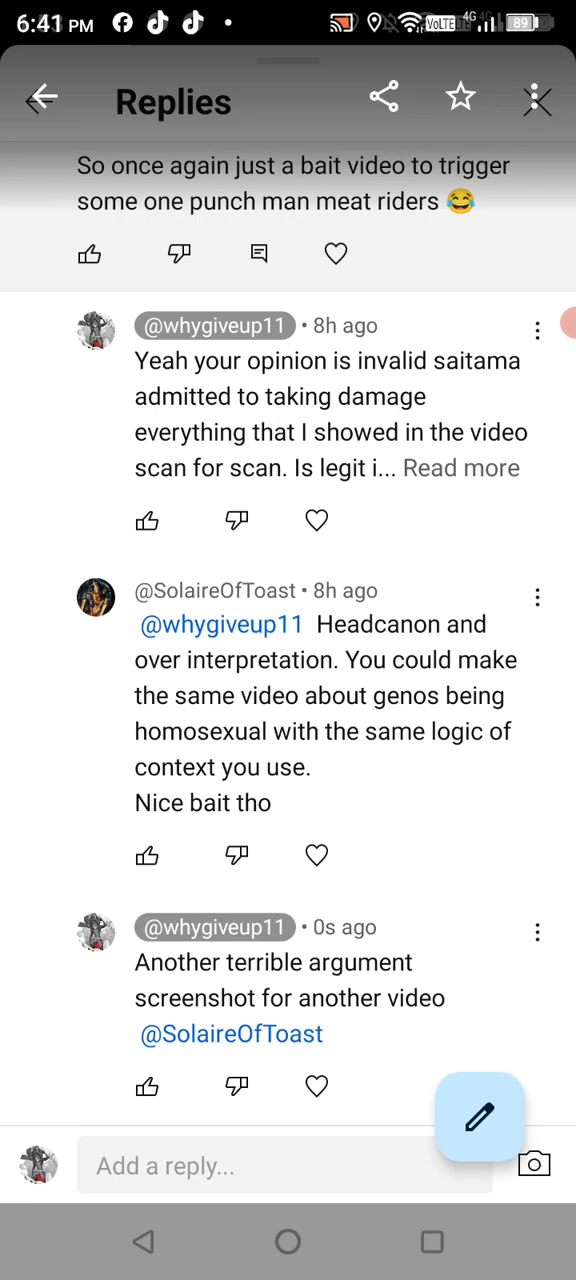 6:41 PM
VoLTE 4G 4G 89
Replies
So once again just a bait video to trigger
some one punch man meat riders 😂
@whygiveup11 • 8h ago
Yeah your opinion is invalid saitama
admitted to taking damage
everything that I showed in the video
scan for scan. Is legit i... Read more
@SolaireOfToast • 8h ago
@whygiveup11 Headcanon and
over interpretation. You could make
the same video about genos being
homosexual with the same logic of
context you use.
Nice bait tho
@whygiveup11 • 0s ago
Another terrible argument
screenshot for another video
@SolaireOfToast
Add a reply...